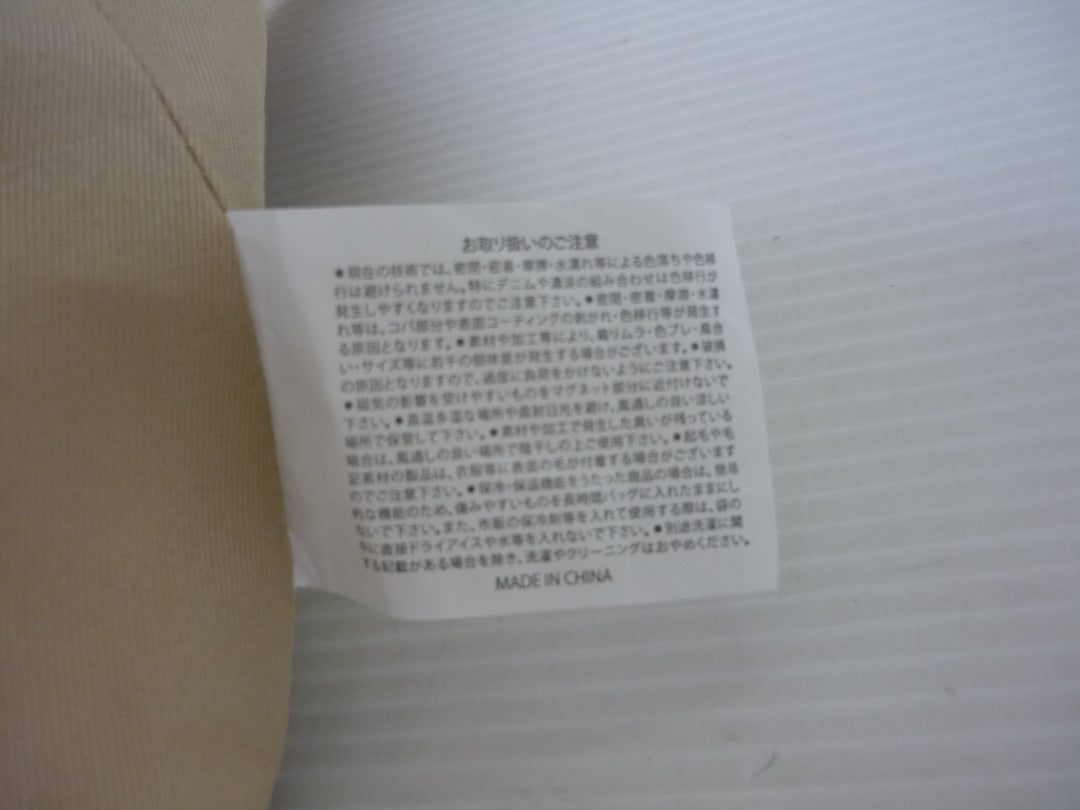 お取り扱いのご注意
●現在の技術では、密閉・密着・摩擦・水濡れ等による色落ちや色移
行は避けられません。特にデニムや濃淡の組み合わせは色移行が
発生しやすくなりますのでご注意下さい。●密閉・密着・摩擦・水濡
れ等は、コバ部分や表面コーティングの剥がれ・色移行等が発生す
る原因となります。●素材や加工等により、織りムラ・色ブレ・風合
い・サイズ等に若干の個体差が発生する場合がございます。●破損
の原因となりますので、過度に負荷をかけないようにご注意下さい。
●磁気の影響を受けやすいものをマグネット部分に近付けないで
下さい。●高温多湿な場所や直射日光を避け、風通しの良い涼しい
場所で保管して下さい。●素材や加工で発生した臭いが残っている
場合は、風通しの良い場所で陰干しの上ご使用下さい。●起毛や毛
足素材の製品は、衣服等に表面の毛が付着する場合がございます
のでご注意下さい。●保冷・保温機能をうたった商品の場合は、簡易
的な機能のため、傷みやすいものを長時間バッグに入れたままにし
ないで下さい。また、市販の保冷剤等を入れて使用する際は、袋の
中に直接ドライアイスや氷等を入れないで下さい。●別途洗濯に関
する記載がある場合を除き、洗濯やクリーニングはおやめください。
MADE IN CHINA